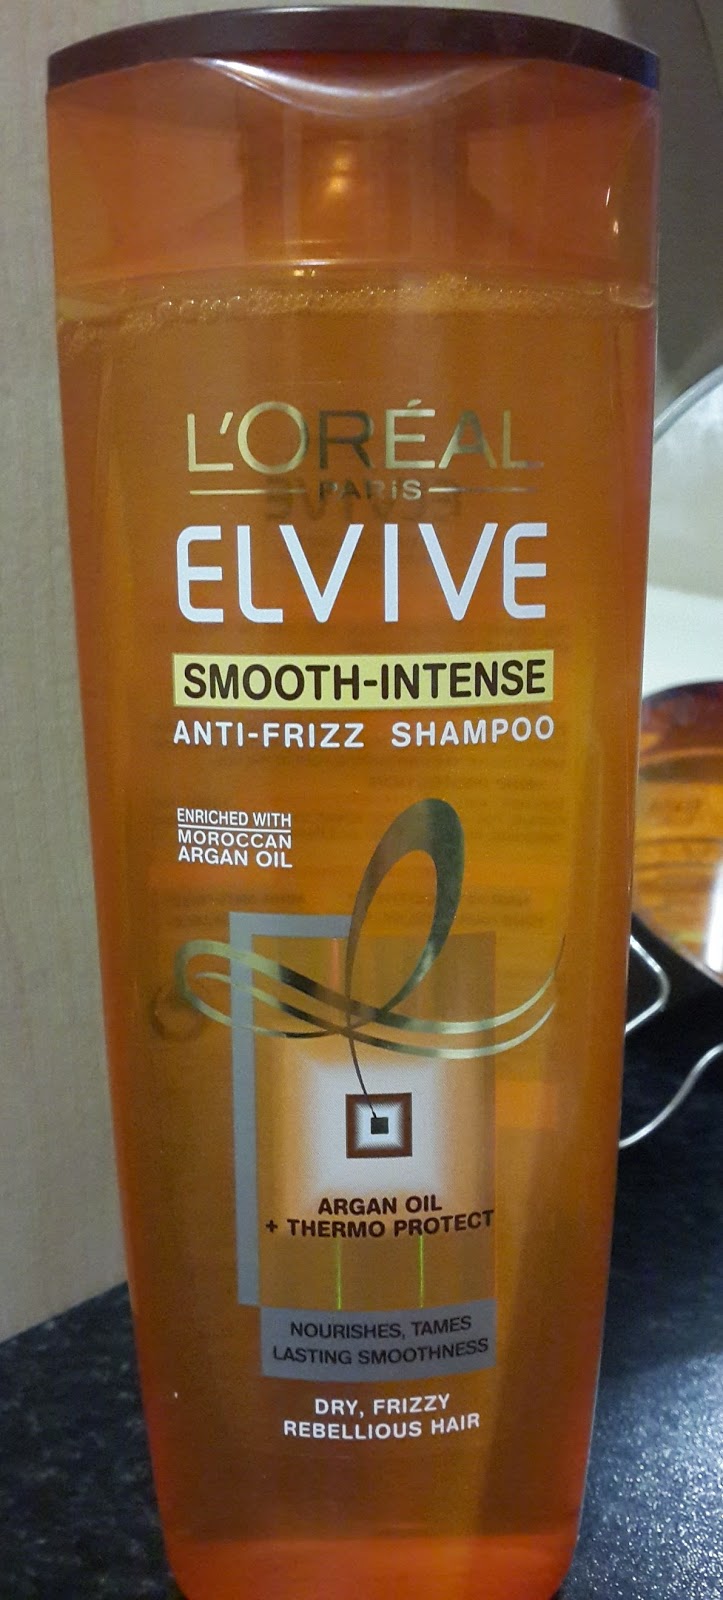 L'ORÉAL
PARIS
ELVIVE
SMOOTH-INTENSE
ANTI-FRIZZ SHAMPOO
ENRICHED WITH
MOROCCAN
ARGAN OIL
ARGAN OIL
+ THERMO PROTECT
NOURISHES, TAMES
LASTING SMOOTHNESS
DRY, FRIZZY
REBELLIOUS HAIR